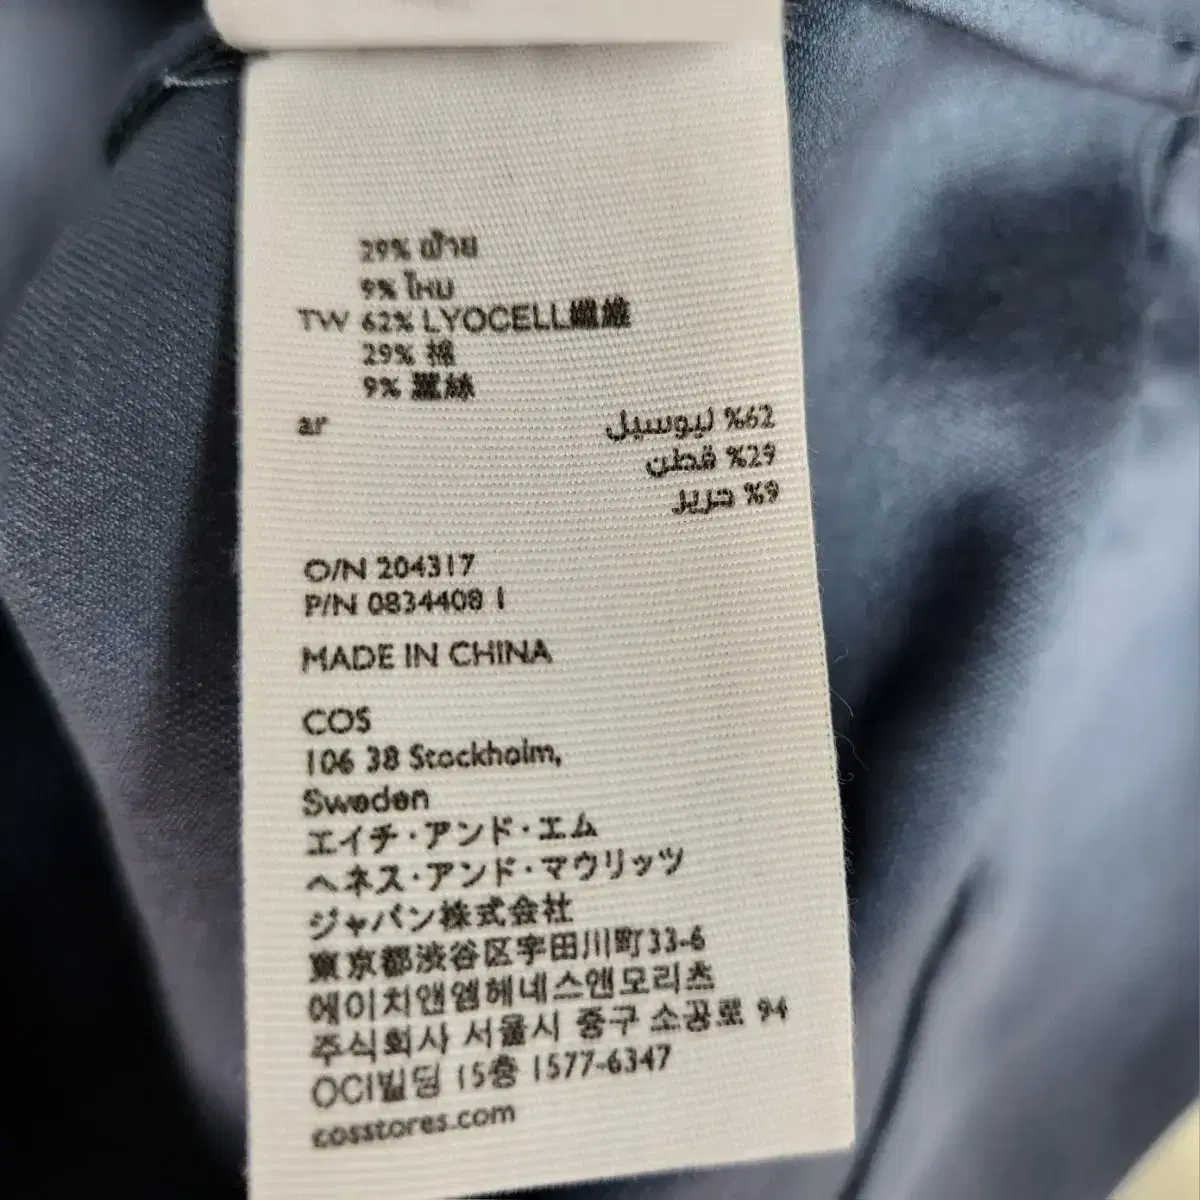 29% ฝ้าย
9% ไหม
TW 62% LYOCELL纖維
29% 棉
9% 蠶絲
ar
%62 ليوسيل
%29 قطن
%9 حرير
O/N 204317
P/N 0834408 1
MADE IN CHINA
COS
106 38 Stockholm,
Sweden
エイチ・アンド・エム
ヘネス・アンド・マウリッツ
ジャパン株式会社
東京都渋谷区宇田川町33-6
에이치앤엠헤네스앤모리츠
주식회사 서울시 중구 소공로 94
OCI빌딩 15층 1577-6347
cosstores.com